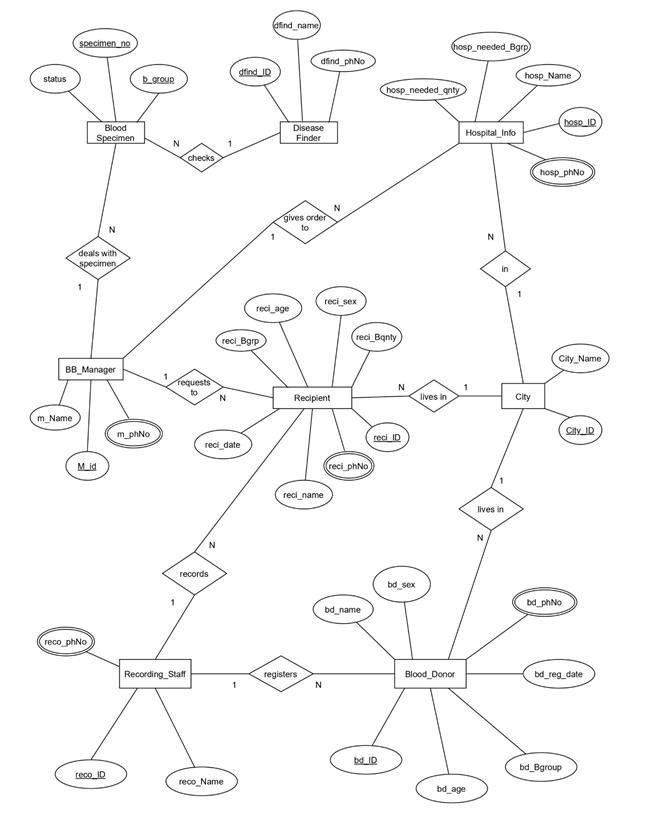 dfind_name
specimen_no
hosp_needed_Bgrp
dfind_phNo
status
b_group
dfind_ID
hosp_Name
hosp_needed_qnty
hosp_ID
Blood
Specimen
Disease
Finder
Hospital_Info
N
checks
1
hosp_phNo
N
gives order
to
1
N
deals with
specimen
1
N
in
1
reci_age
reci_sex
reci_Bgrp
reci_Bqnty
City_Name
BB_Manager
1
requests
to
N
Recipient
N
lives in
1
City
m_Name
m_phNo
M_id
reci_date
reci_ID
reci_phNo
reci_name
City_ID
1
lives in
N
N
records
1
bd_sex
bd_name
bd_phNo
reco_phNo
Recording_Staff
1
registers
N
Blood_Donor
bd_reg_date
reco_ID
reco_Name
bd_ID
bd_age
bd_Bgroup